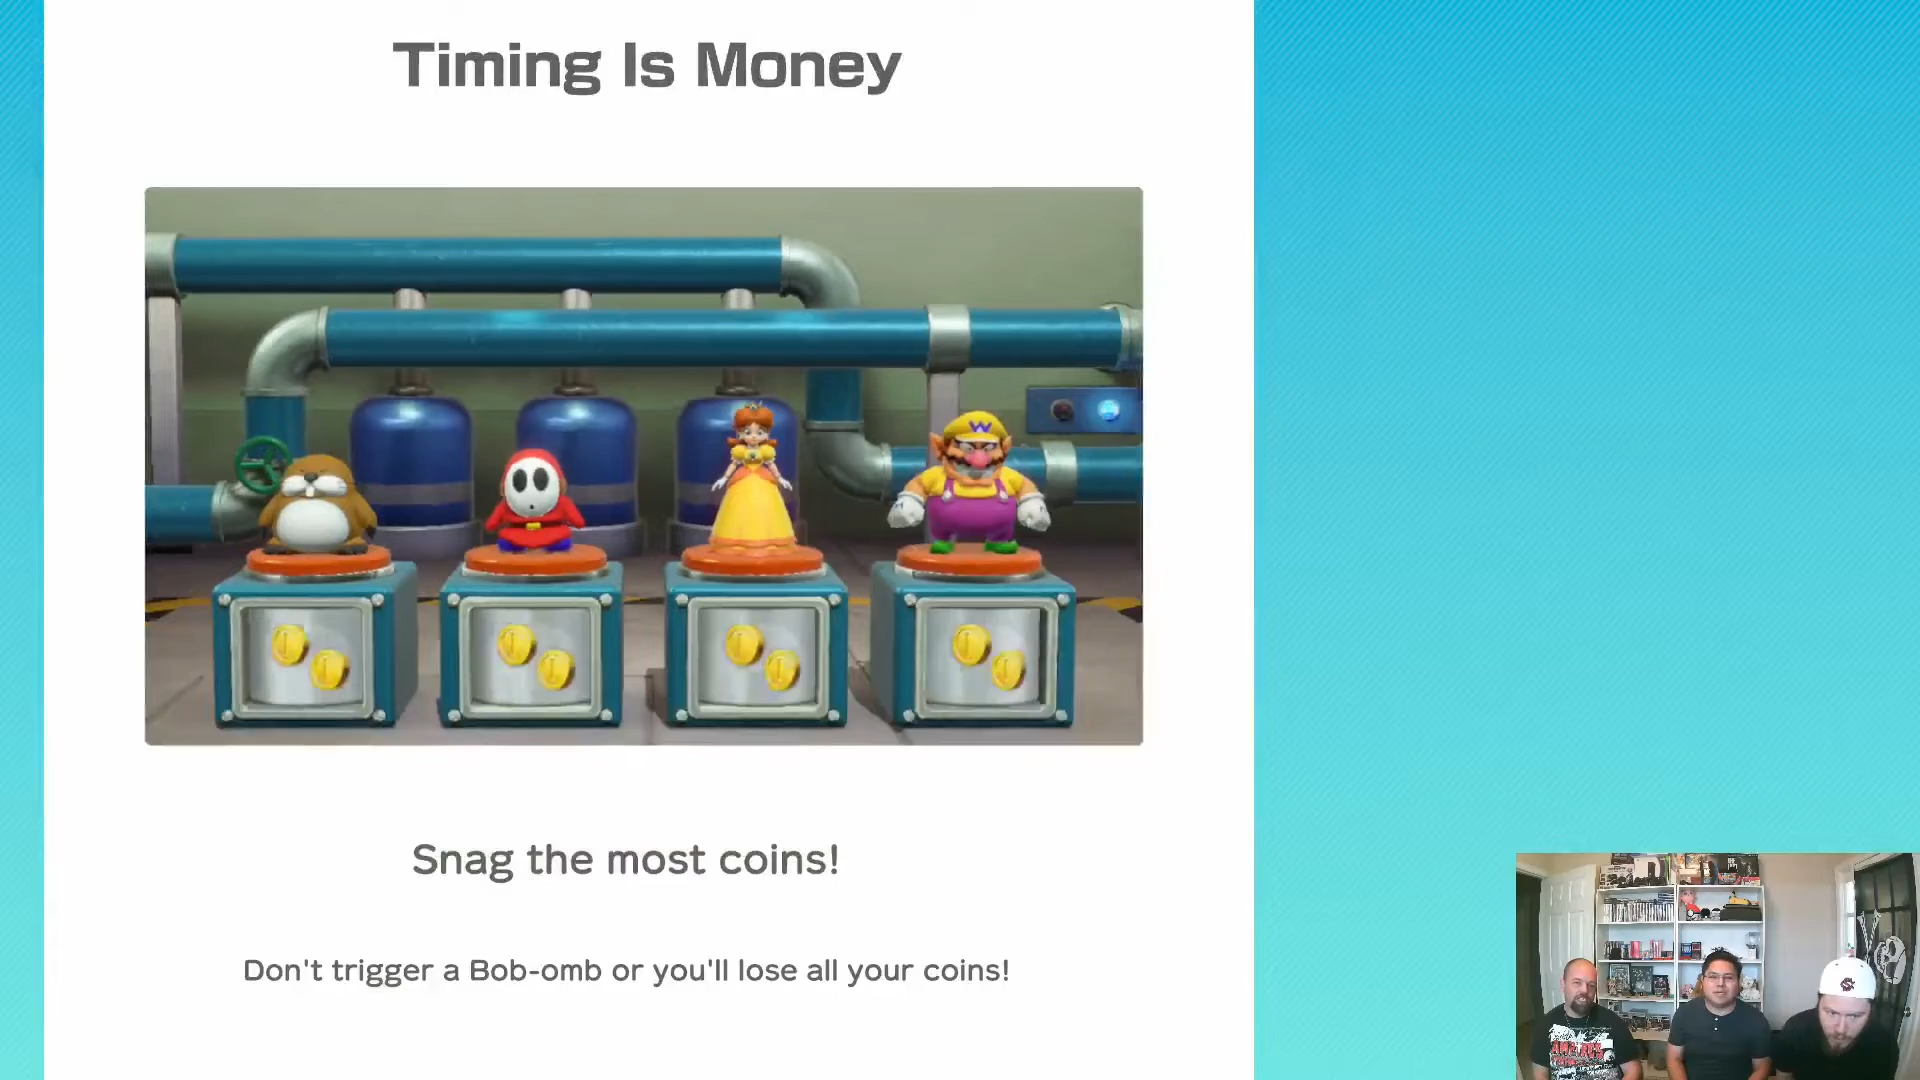 Timing Is Money
W
Snag the most coins!
Don't trigger a Bob-omb or you'll lose all your coins!